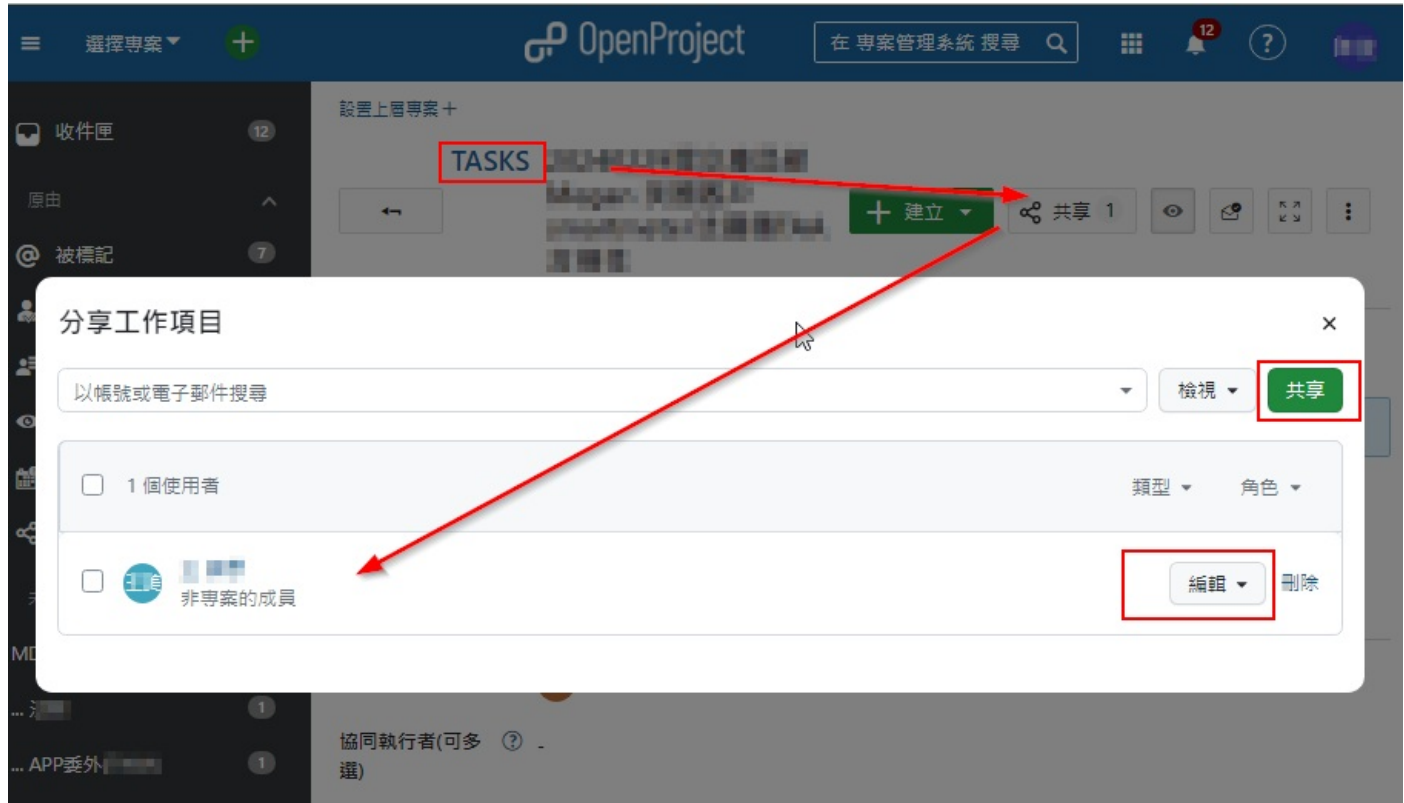 選擇專案
OpenProject
在 專案管理系統 搜尋
12
?
收件匣
12
設置上層專案+
TASKS
原由
建立
共享 1
被標記
7
分享工作項目
以帳號或電子郵件搜尋
檢視
共享
1 個使用者
類型
角色
非專案的成員
編輯
刪除
1
協同執行者(可多
選)
?
-
... APP委外
1